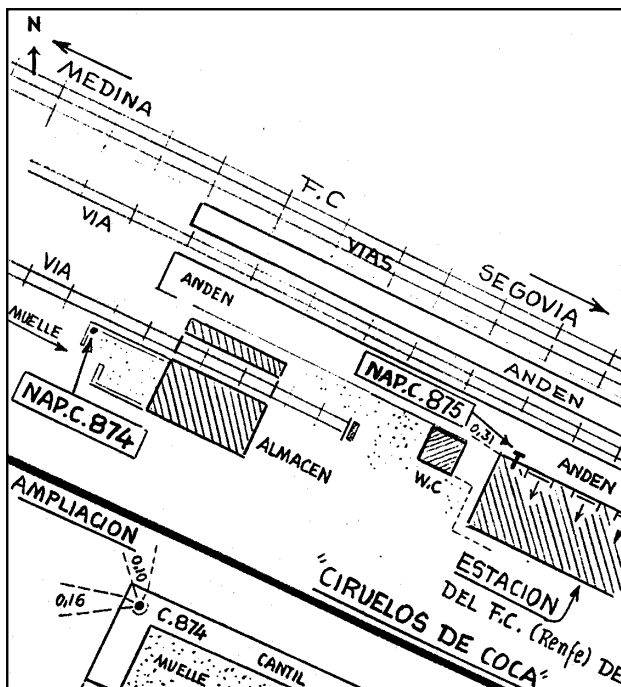 N
MEDINA
F.C
VIA
VIAS
SEGOVIA
VIA
ANDEN
ANDEN
MUELLE
NAP.C.875
0,31
NAP.C.874
ALMACEN
W.C
ANDEN
AMPLIACION
ESTACION
DEL F.C. (Renfe) DE
"CIRUELOS DE COCA"
0,10
0,16
C.874
CANTIL
MUELLE